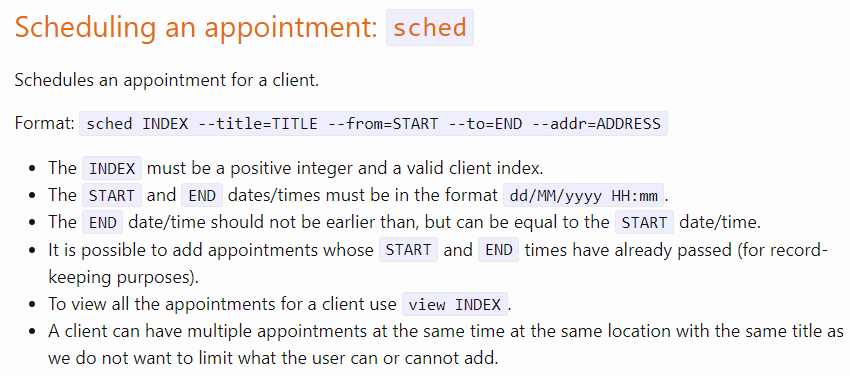 Scheduling an appointment: sched
Schedules an appointment for a client.
Format: sched INDEX --title=TITLE --from=START --to=END --addr=ADDRESS
• The INDEX must be a positive integer and a valid client index.
• The START and END dates/times must be in the format dd/MM/yyyy HH:mm.
• The END date/time should not be earlier than, but can be equal to the START date/time.
• It is possible to add appointments whose START and END times have already passed (for record-
keeping purposes).
• To view all the appointments for a client use view INDEX.
• A client can have multiple appointments at the same time at the same location with the same title as
we do not want to limit what the user can or cannot add.